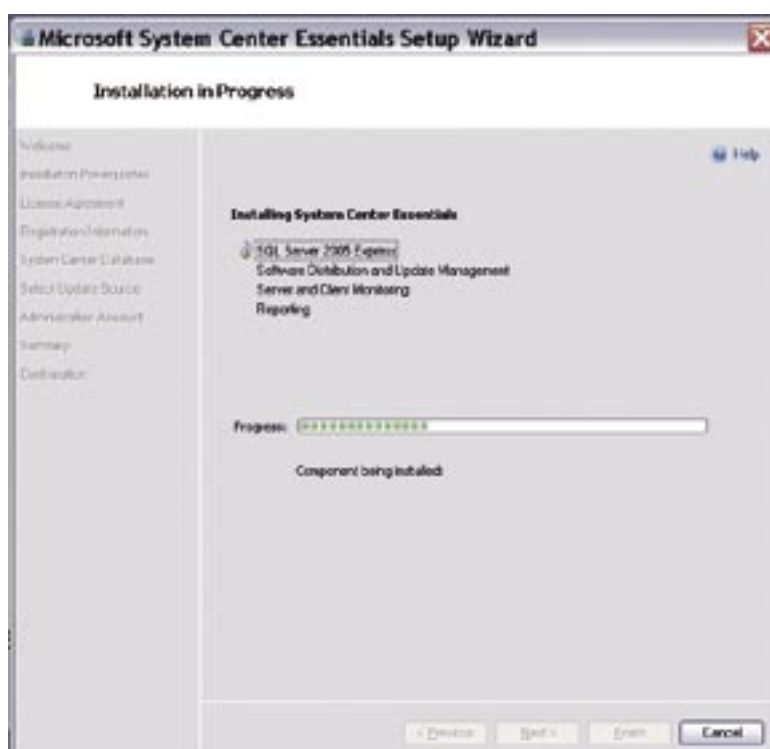 Microsoft System Center Essentials Setup Wizard
Installation in Progress
Welcome
Installation Prerequisites
License Agreement
Registration Information
System Center Database
Select Update Source
Administrator Account
Summary
Confirmation
Help
Installing System Center Essentials
SQL Server 2005 Express
Software Distribution and Update Management
Server and Client Monitoring
Reporting
Progress:
Component being installed:
< Previous
Next >
Finish
Cancel